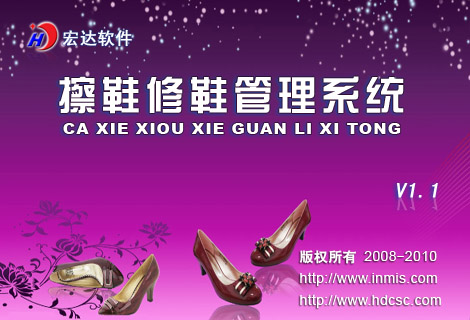 宏达软件
擦鞋修鞋管理系统
CA XIE XIOU XIE GUAN LI XI TONG
V1.1
版权所有 2008-2010
http://www.inmis.com
http://www.hdcsc.com